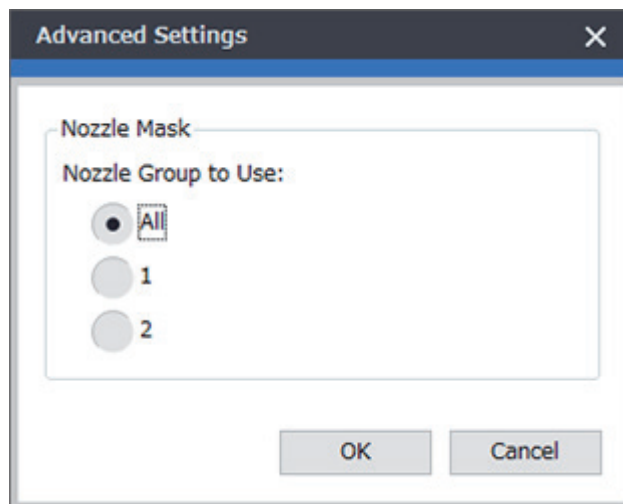 Advanced Settings
Nozzle Mask
Nozzle Group to Use:
All
1
2
OK Cancel